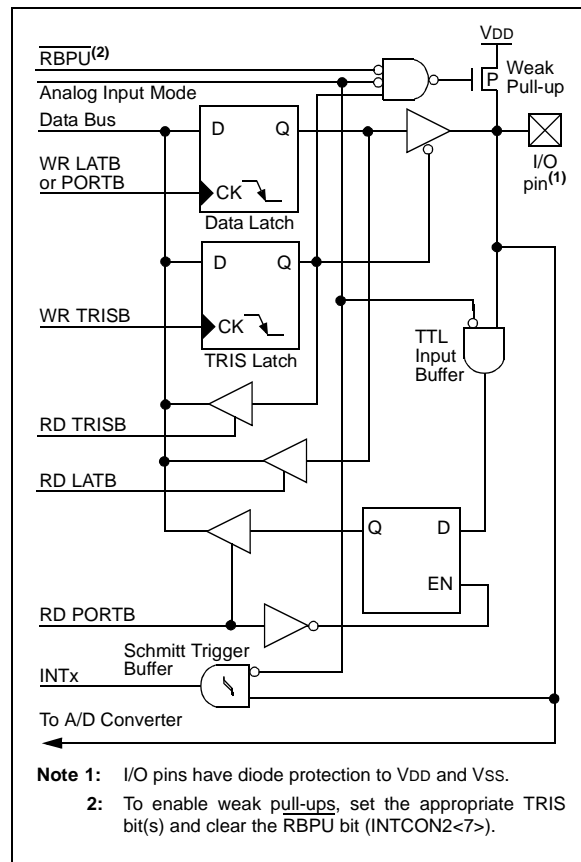 RBPU(2)
VDD
P
Weak
Pull-up
Analog Input Mode
Data Bus
D Q
I/O
pin(1)
WR LATB
or PORTB
CK
Data Latch
D Q
WR TRISB
CK
TRIS Latch
TTL
Input
Buffer
RD TRISB
RD LATB
Q D
EN
RD PORTB
Schmitt Trigger
Buffer
INTx
To A/D Converter
Note 1: I/O pins have diode protection to VDD and VSS.
2: To enable weak pull-ups, set the appropriate TRIS
bit(s) and clear the RBPU bit (INTCON2<7>).